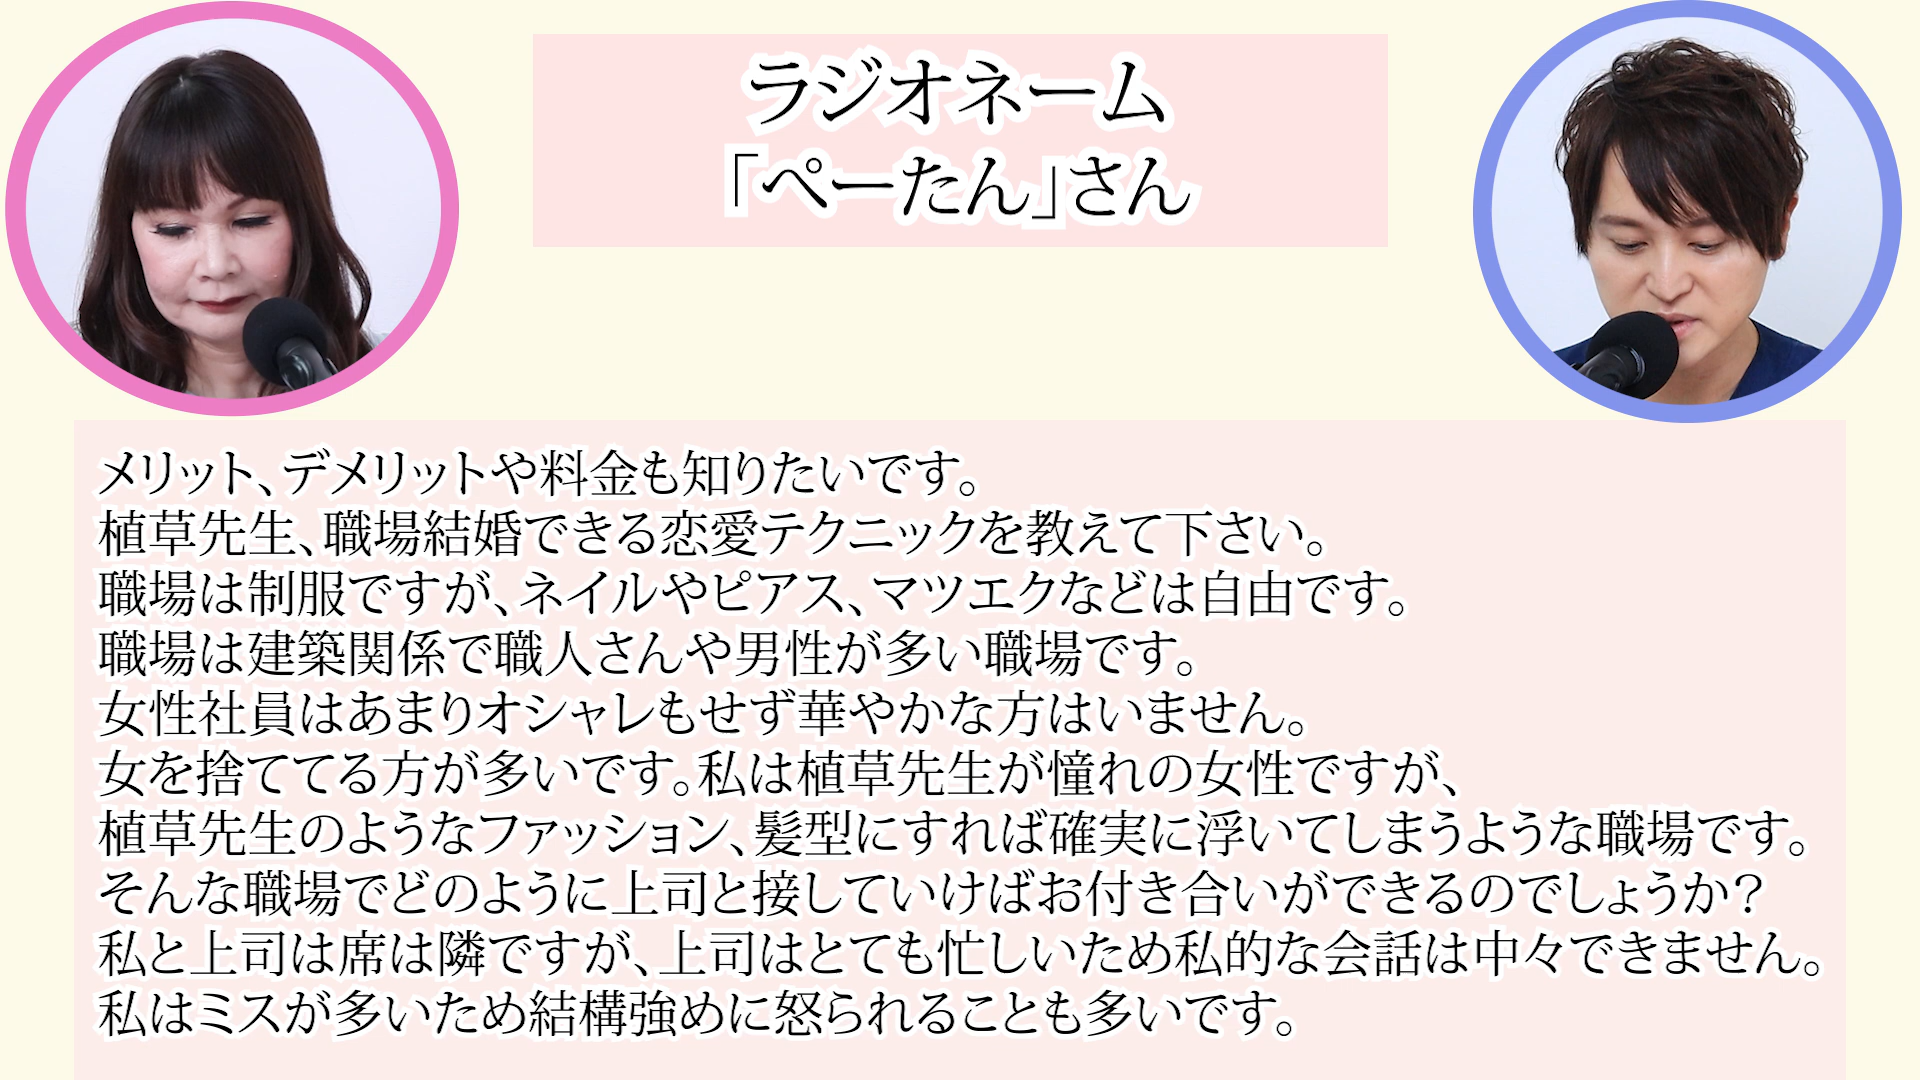 ラジオネーム
「ぺーたん」さん
メリット、デメリットや料金も知りたいです。
植草先生、職場結婚できる恋愛テクニックを教えて下さい。
職場は制服ですが、ネイルやピアス、マツエクなどは自由です。
職場は建築関係で職人さんや男性が多い職場です。
女性社員はあまりオシャレもせず華やかな方はいません。
女を捨ててる方が多いです。私は植草先生が憧れの女性ですが、
植草先生のようなファッション、髪型にすれば確実に浮いてしまうような職場です。
そんな職場でどのように上司と接していけばお付き合いができるのでしょうか？
私と上司は席は隣ですが、上司はとても忙しいため私的な会話は中々できません。
私はミスが多いため結構強めに怒られることも多いです。